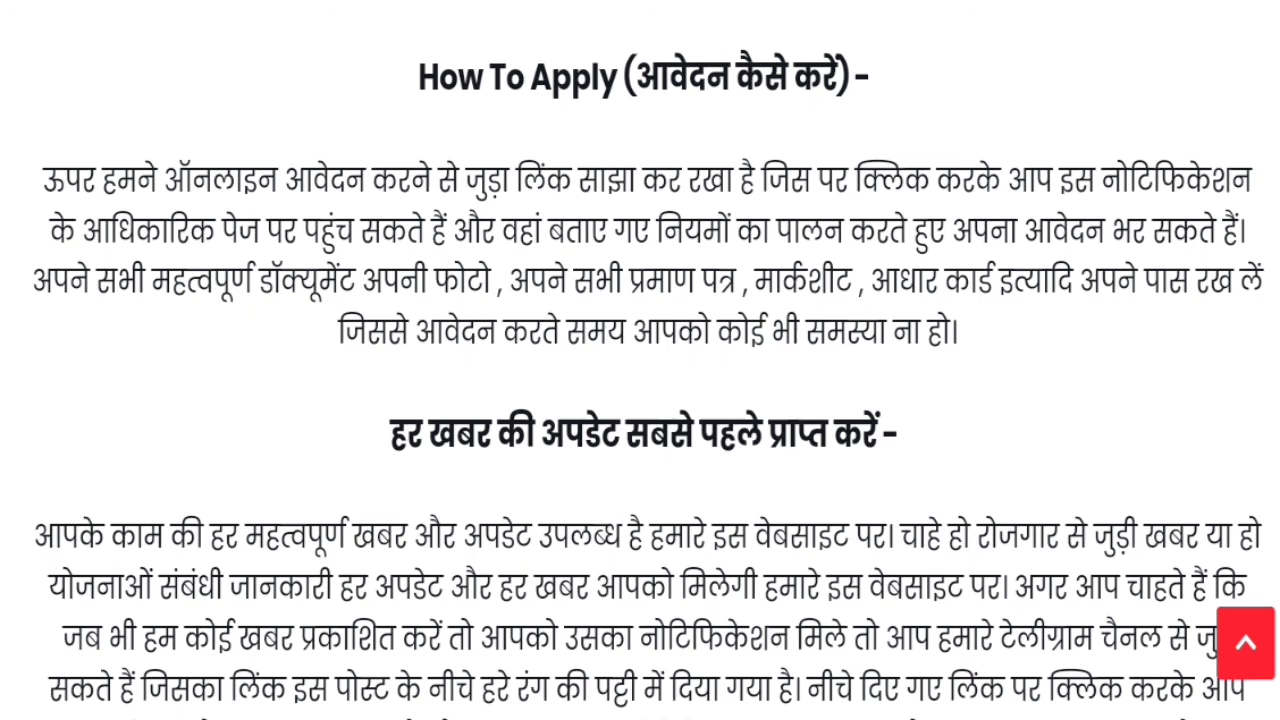 How To Apply (आवेदन कैसे करें) -
ऊपर हमने ऑनलाइन आवेदन करने से जुड़ा लिंक साझा कर रखा है जिस पर क्लिक करके आप इस नोटिफिकेशन
के आधिकारिक पेज पर पहुंच सकते हैं और वहां बताए गए नियमों का पालन करते हुए अपना आवेदन भर सकते हैं।
अपने सभी महत्वपूर्ण डॉक्यूमेंट अपनी फोटो , अपने सभी प्रमाण पत्र , मार्कशीट , आधार कार्ड इत्यादि अपने पास रख लें
जिससे आवेदन करते समय आपको कोई भी समस्या ना हो।
हर खबर की अपडेट सबसे पहले प्राप्त करें -
आपके काम की हर महत्वपूर्ण खबर और अपडेट उपलब्ध है हमारे इस वेबसाइट पर। चाहे हो रोजगार से जुड़ी खबर या हो
योजनाओं संबंधी जानकारी हर अपडेट और हर खबर आपको मिलेगी हमारे इस वेबसाइट पर। अगर आप चाहते हैं कि
जब भी हम कोई खबर प्रकाशित करें तो आपको उसका नोटिफिकेशन मिले तो आप हमारे टेलीग्राम चैनल से जु
सकते हैं जिसका लिंक इस पोस्ट के नीचे हरे रंग की पट्टी में दिया गया है। नीचे दिए गए लिंक पर क्लिक करके आप